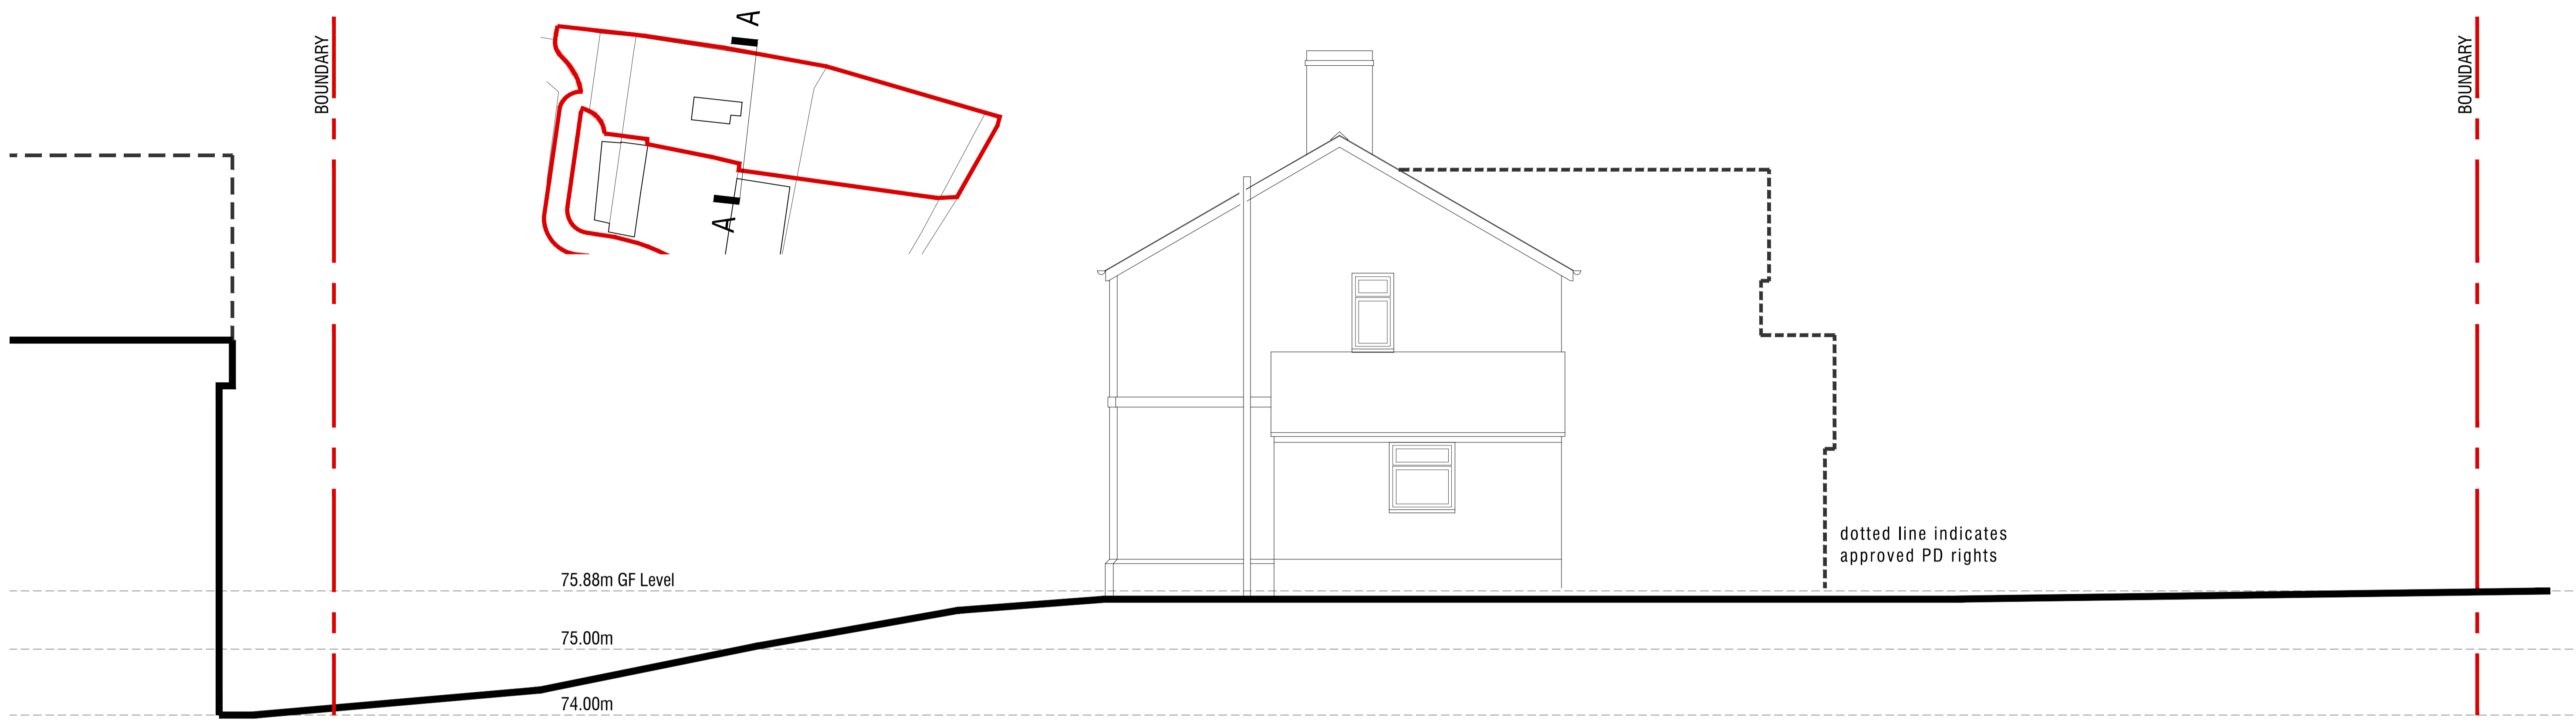 BOUNDARY
A
A
BOUNDARY
dotted line indicates
approved PD rights
75.88m GF Level
75.00m
74.00m